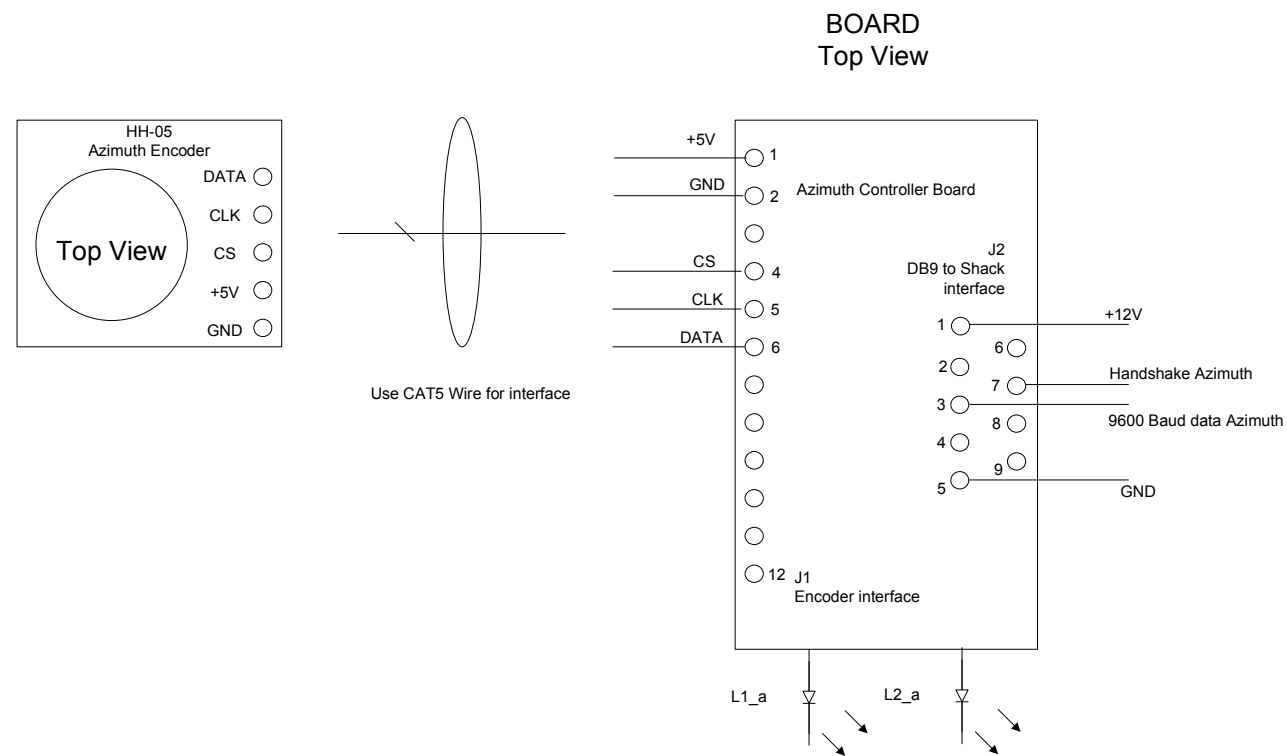 BOARD
Top View
HH-05
Azimuth Encoder
DATA
CLK
CS
+5V
GND
Top View
Use CAT5 Wire for interface
+5V
1
GND
2
Azimuth Controller Board
CS
4
CLK
5
DATA
6
12
J1
Encoder interface
J2
DB9 to Shack
interface
1
+12V
6
2
7
Handshake Azimuth
3
9600 Baud data Azimuth
8
4
9
5
GND
L1_a
L2_a